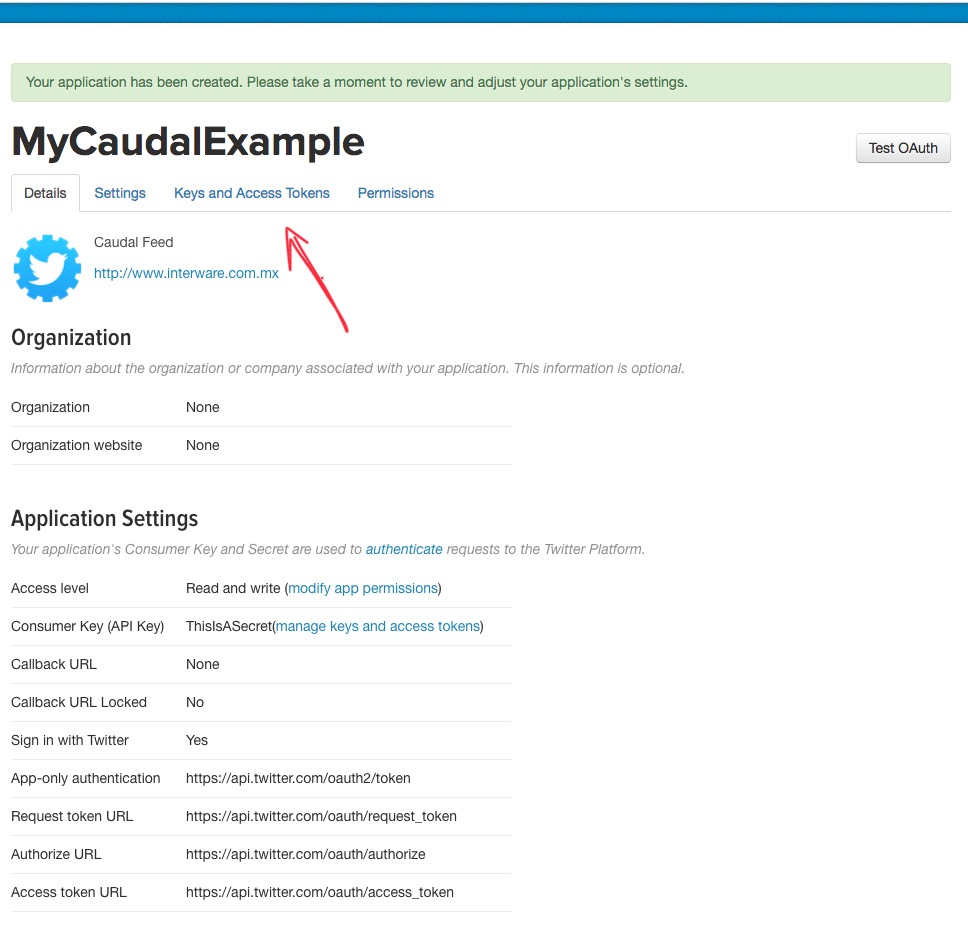 Your application has been created. Please take a moment to review and adjust your application's settings.
MyCaudalExample
Test OAuth
Details Settings Keys and Access Tokens Permissions
Caudal Feed
http://www.interware.com.mx
Organization
Information about the organization or company associated with your application. This information is optional.
Organization None
Organization website None
Application Settings
Your application's Consumer Key and Secret are used to authenticate requests to the Twitter Platform.
Access level Read and write (modify app permissions)
Consumer Key (API Key) ThisIsASecret(manage keys and access tokens)
Callback URL None
Callback URL Locked No
Sign in with Twitter Yes
App-only authentication https://api.twitter.com/oauth2/token
Request token URL https://api.twitter.com/oauth/request_token
Authorize URL https://api.twitter.com/oauth/authorize
Access token URL https://api.twitter.com/oauth/access_token